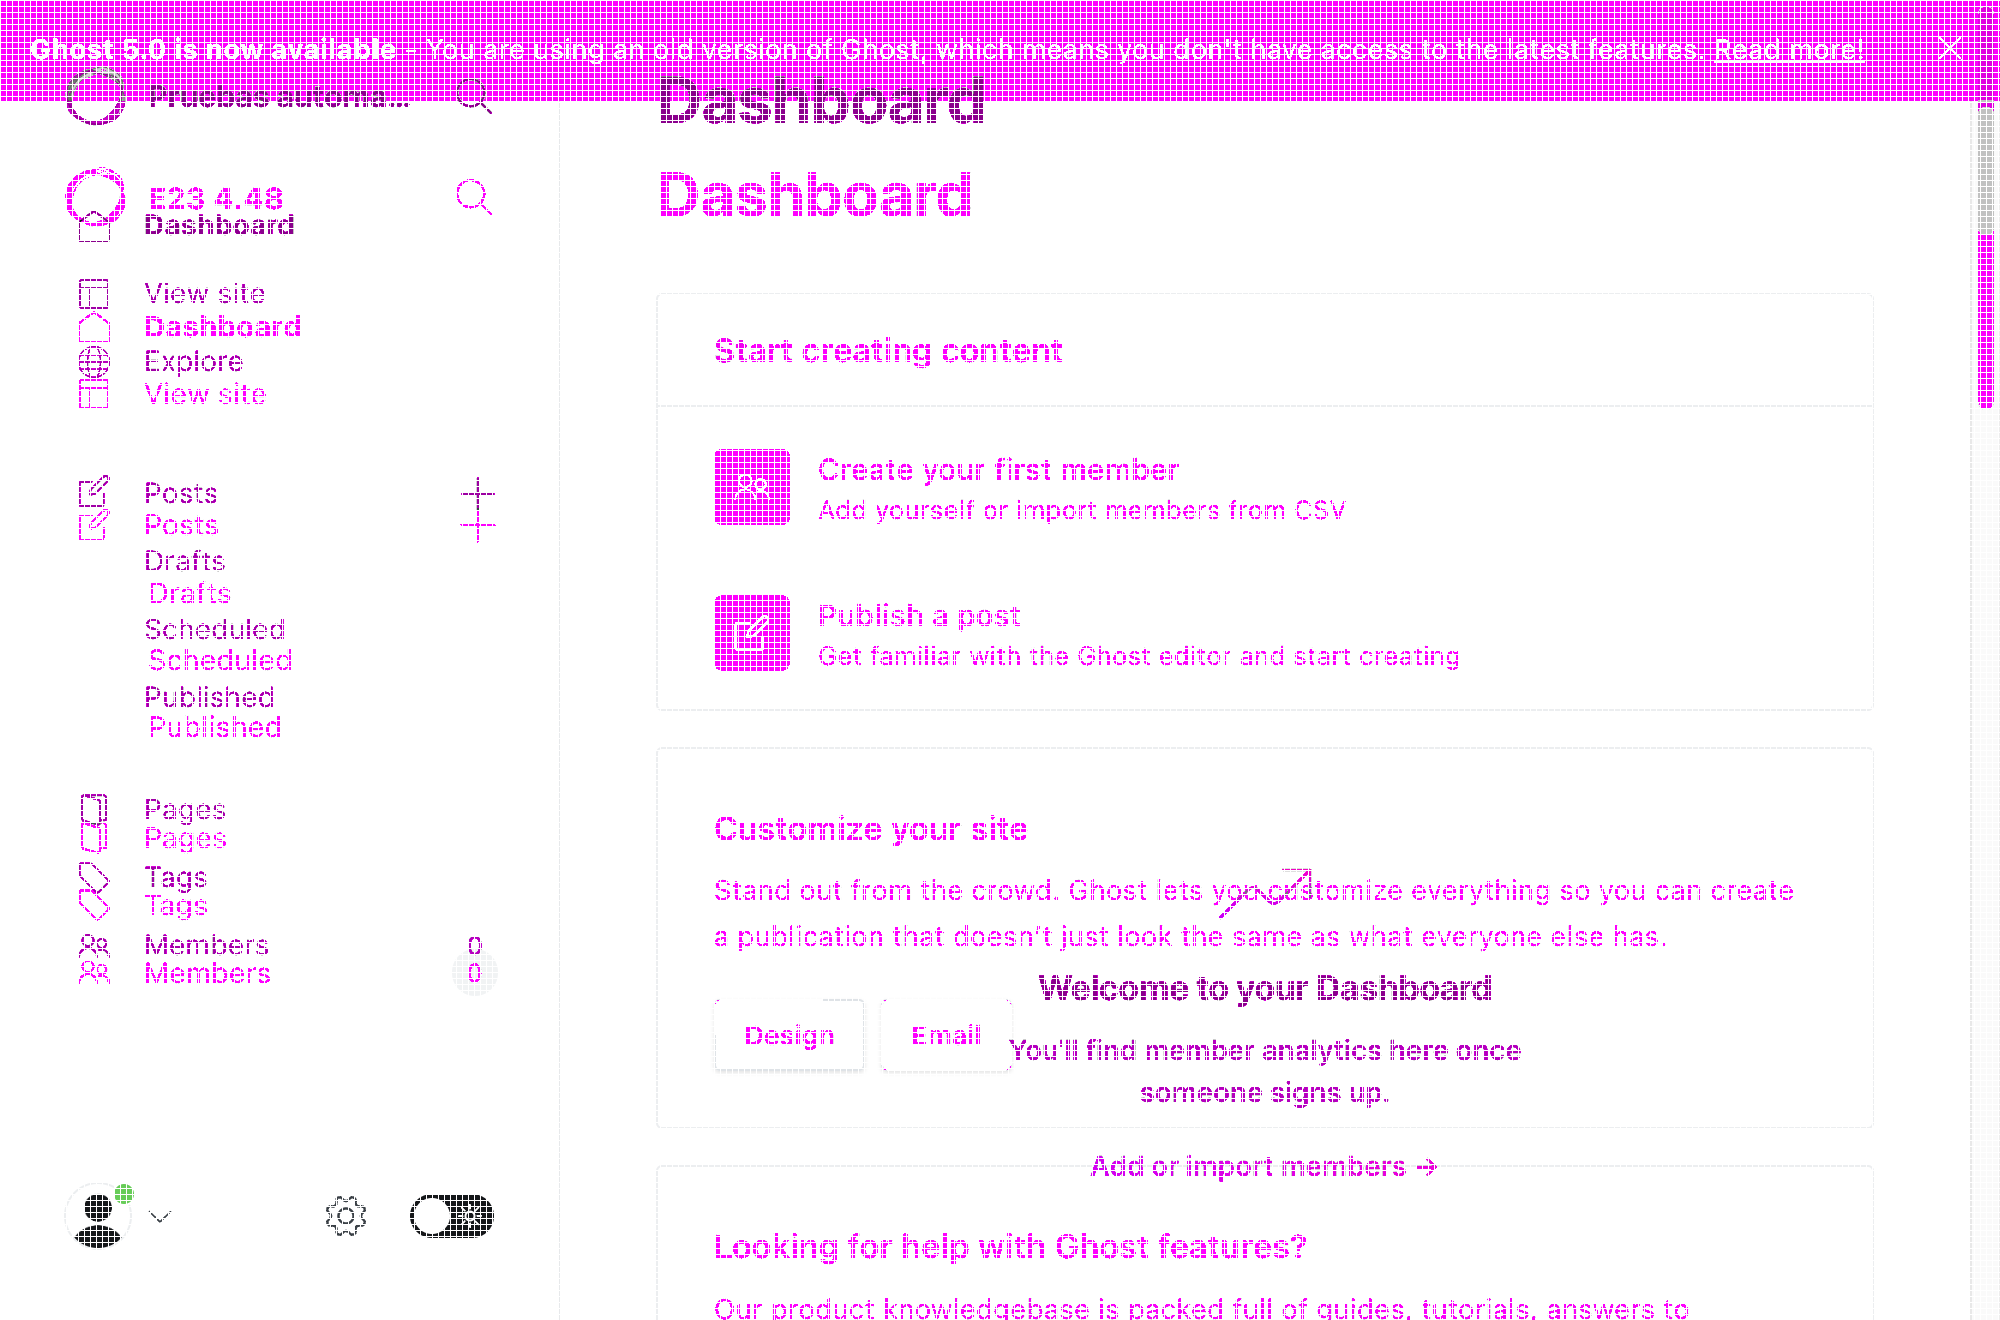 Ghost 5.0 is now available - You are using an old version of Ghost, which means you don't have access to the latest features. Read more!
Pruebas automa...
Dashboard
E23 4.48
Dashboard
Dashboard
View site
Dashboard
Explore
View site
Posts
Posts
Drafts
Drafts
Scheduled
Scheduled
Published
Published
Pages
Pages
Tags
Tags
Members 0
Members 0
Start creating content
Create your first member
Add yourself or import members from CSV
Publish a post
Get familiar with the Ghost editor and start creating
Customize your site
Stand out from the crowd. Ghost lets you customize everything so you can create
a publication that doesn't just look the same as what everyone else has.
Welcome to your Dashboard
Design Email
You'll find member analytics here once
someone signs up.
Add or import members →
Looking for help with Ghost features?
Our product knowledgebase is packed full of guides, tutorials, answers to